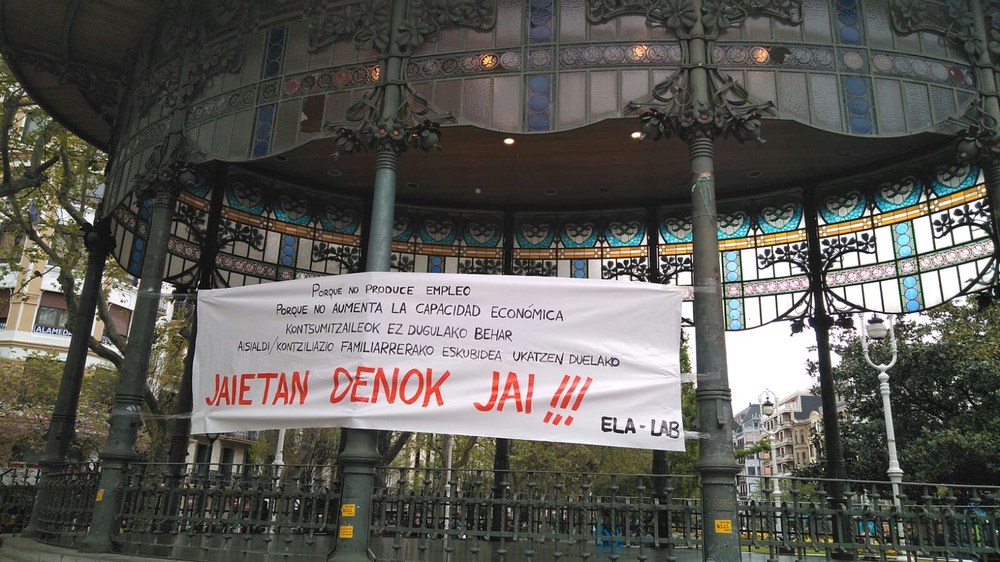 PORQUE NO PRODUCE EMPLEO
PORQUE NO AUMENTA LA CAPACIDAD ECONÓMICA
KONTSUMITZAILEOK EZ DUGULAKO BEHAR
AISIALDI/KONTZILIAZIO FAMILIARRERAKO ESKUBIDEA UKATZEN DUELAKO
JAIETAN DENOK JAI !!!
ELA - LAB
ALAMEDA